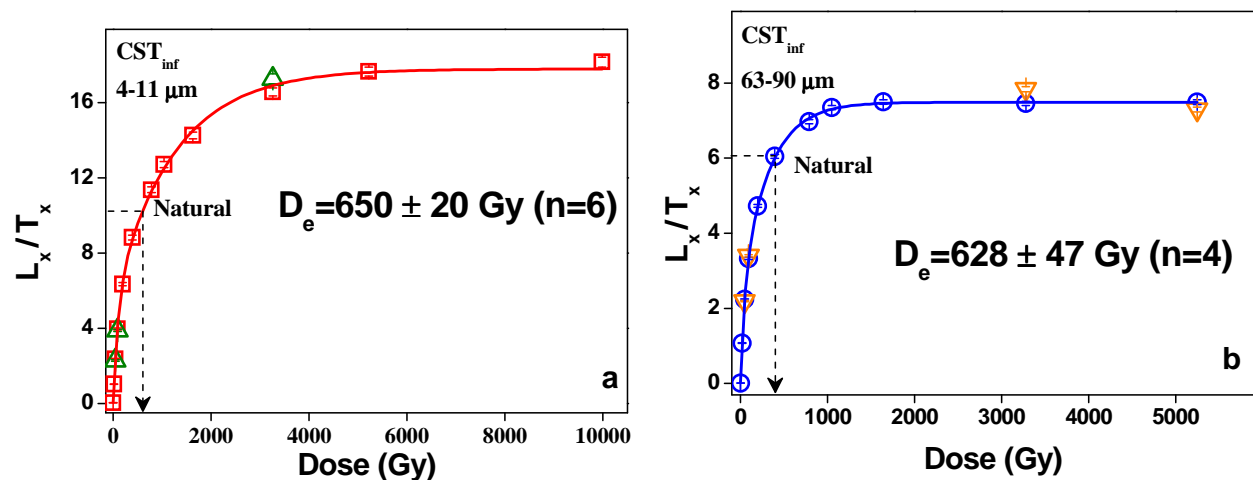 CST_inf
4-11 µm
Natural
D_e=650 ± 20 Gy (n=6)
a
L_x / T_x
0
4
8
12
16
0 2000 4000 6000 8000 10000
Dose (Gy)
CST_inf
63-90 µm
Natural
D_e=628 ± 47 Gy (n=4)
b
L_x / T_x
0
2
4
6
8
0 1000 2000 3000 4000 5000
Dose (Gy)